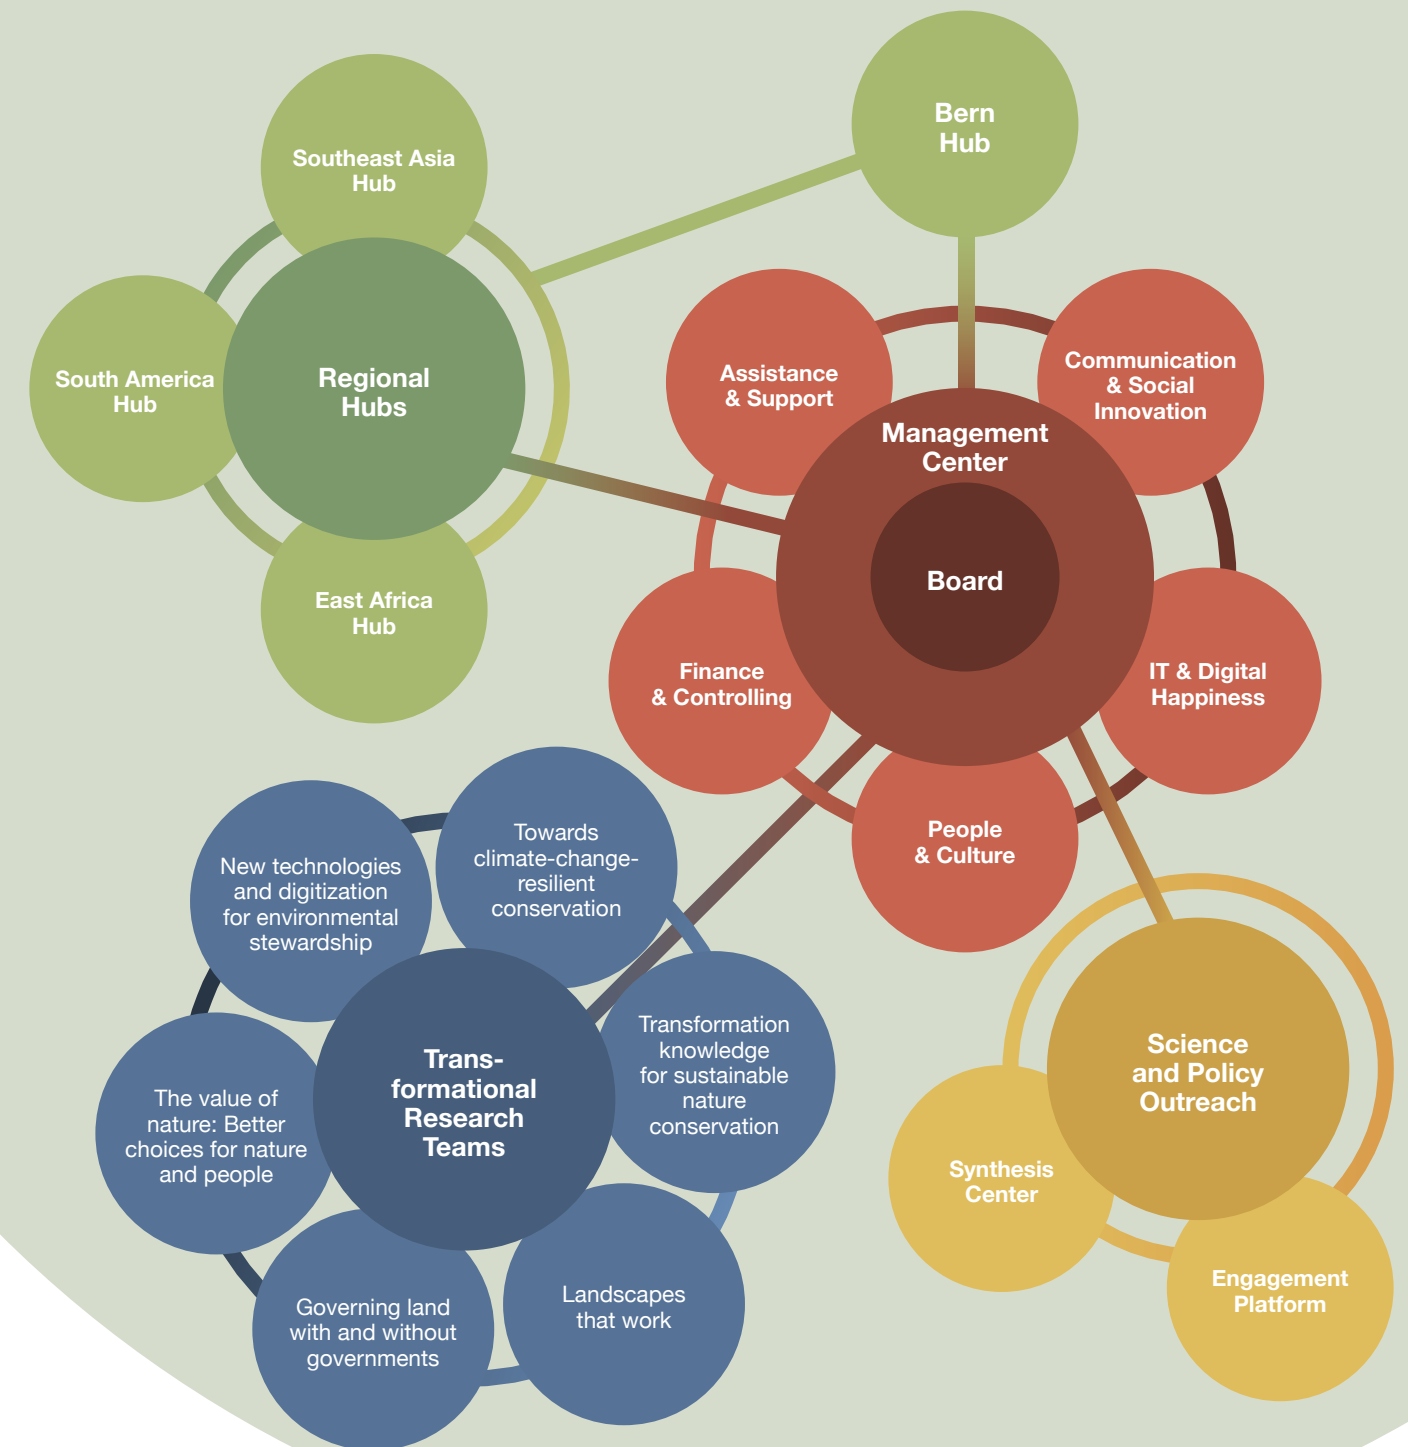 Bern
Hub
Southeast Asia
Hub
South America
Hub
Regional
Hubs
East Africa
Hub
Assistance
& Support
Communication
& Social
Innovation
Management
Center
Board
Finance
& Controlling
IT & Digital
Happiness
People
& Culture
New technologies
and digitization
for environmental
stewardship
Towards
climate-change-
resilient
conservation
Transformation
knowledge
for sustainable
nature
conservation
Trans-
formational
Research
Teams
The value of
nature: Better
choices for nature
and people
Governing land
with and without
governments
Landscapes
that work
Science
and Policy
Outreach
Synthesis
Center
Engagement
Platform